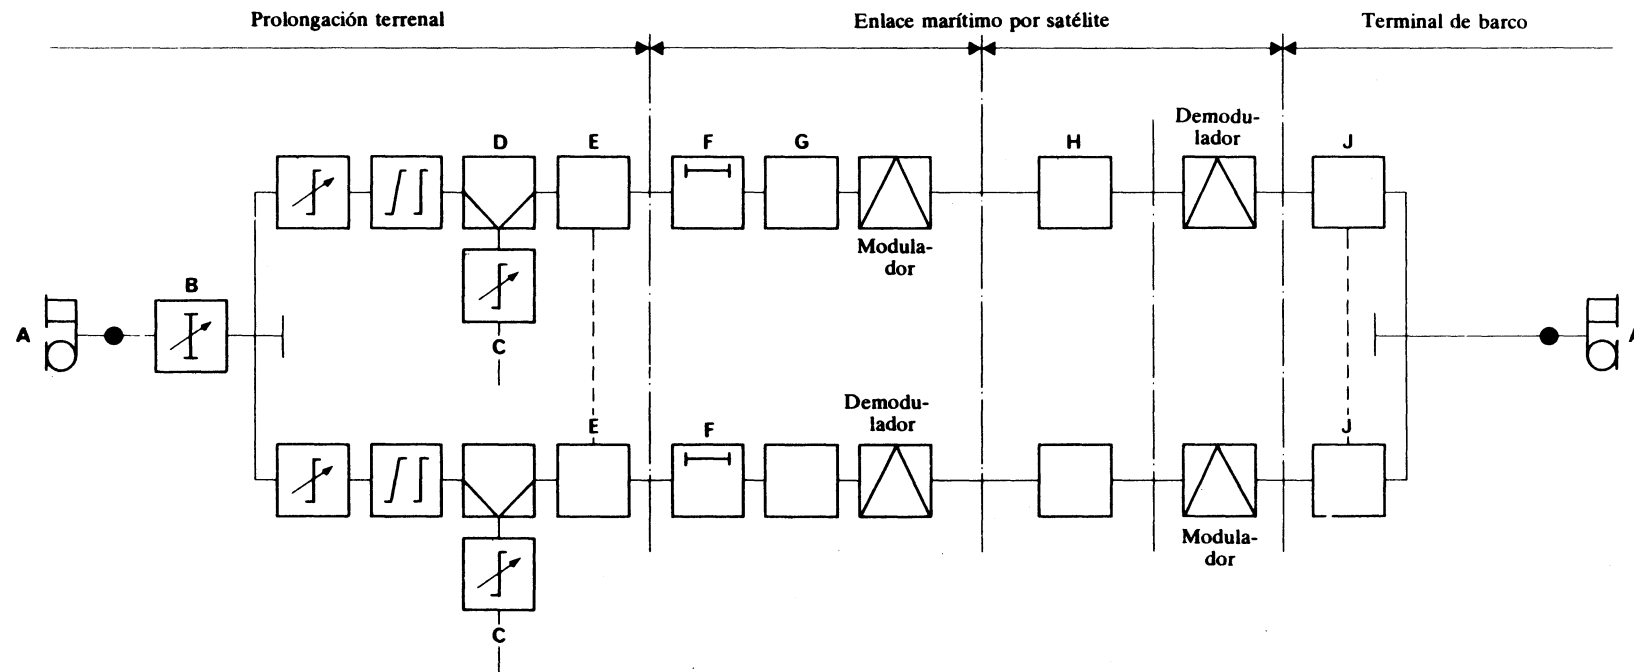 Prolongación terrenal
Enlace marítimo por satélite
Terminal de barco
Demodu-
lador
D
E
F
G
H
J
Modula-
dor
B
A
A
C
Demodu-
lador
E
F
J
Modula-
dor
C